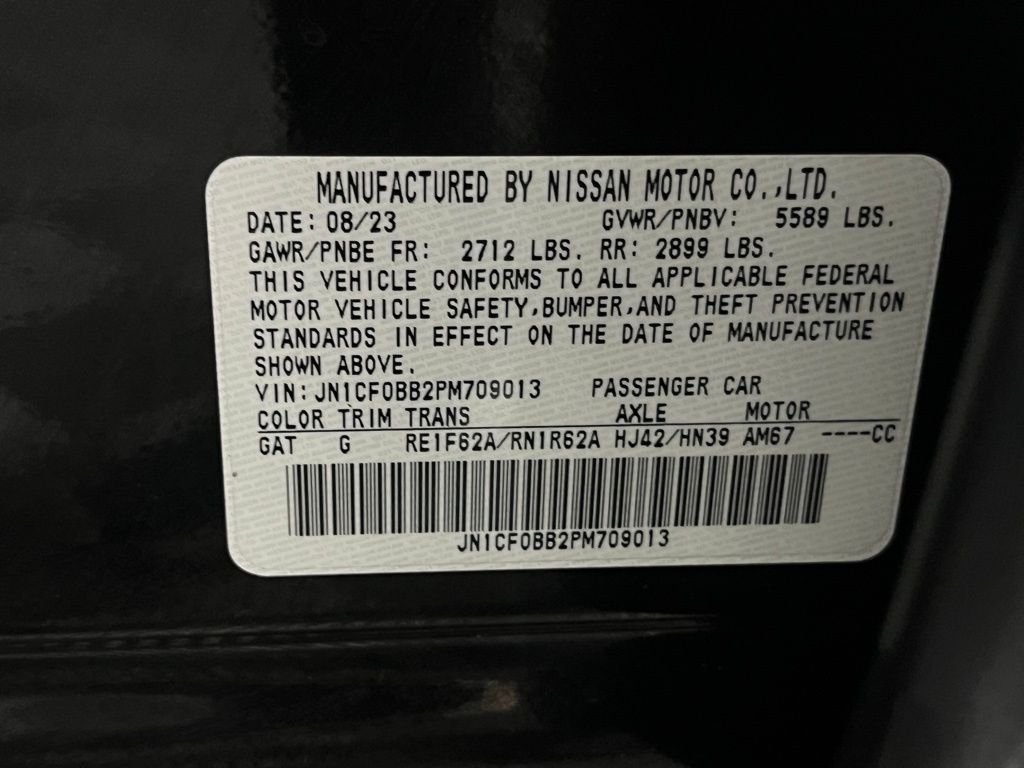 MANUFACTURED BY NISSAN MOTOR CO.,LTD.
DATE: 08/23 GVWR/PNBV: 5589 LBS.
GAWR/PNBE FR: 2712 LBS. RR: 2899 LBS.
THIS VEHICLE CONFORMS TO ALL APPLICABLE FEDERAL
MOTOR VEHICLE SAFETY,BUMPER,AND THEFT PREVENTION
STANDARDS IN EFFECT ON THE DATE OF MANUFACTURE
SHOWN ABOVE.
VIN: JN1CF0BB2PM709013 PASSENGER CAR
COLOR TRIM TRANS AXLE MOTOR
GAT G RE1F62A/RN1R62A HJ42/HN39 AM67 ----CC
JN1CF0BB2PM709013